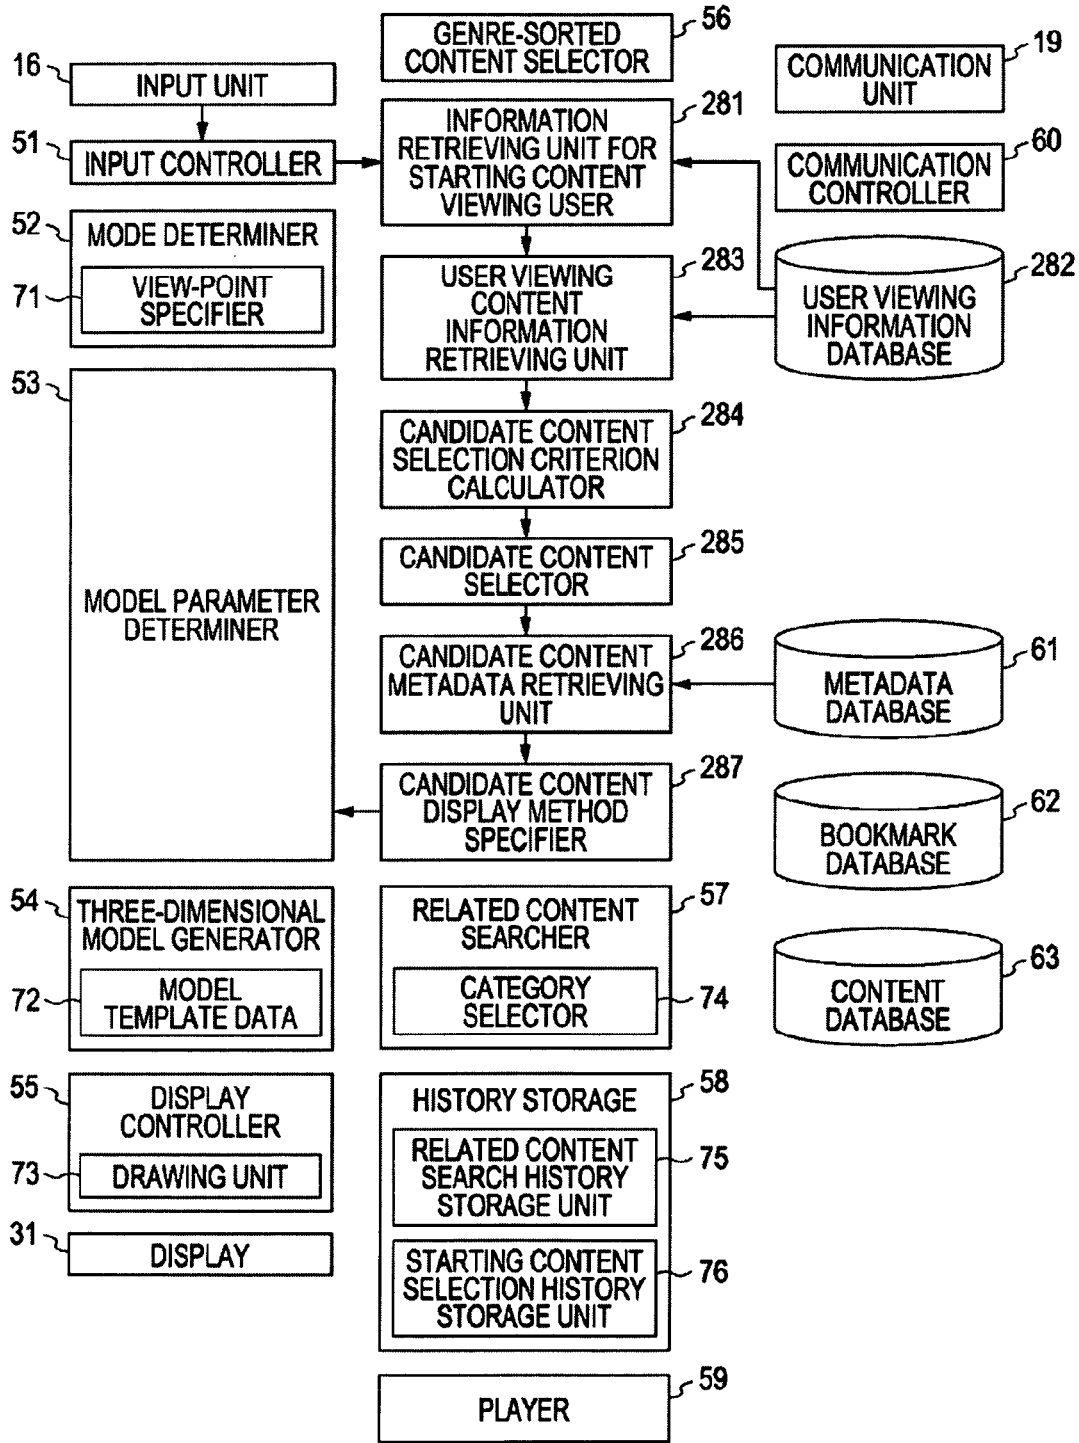 16
INPUT UNIT
51
INPUT CONTROLLER
52
MODE DETERMINER
71
VIEW-POINT
SPECIFIER
53
MODEL PARAMETER
DETERMINER
54
THREE-DIMENSIONAL
MODEL GENERATOR
72
MODEL
TEMPLATE DATA
55
DISPLAY
CONTROLLER
73
DRAWING UNIT
31
DISPLAY
56
GENRE-SORTED
CONTENT SELECTOR
281
INFORMATION
RETRIEVING UNIT FOR
STARTING CONTENT
VIEWING USER
283
USER VIEWING
CONTENT
INFORMATION
RETRIEVING UNIT
284
CANDIDATE CONTENT
SELECTION CRITERION
CALCULATOR
285
CANDIDATE CONTENT
SELECTOR
286
CANDIDATE CONTENT
METADATA RETRIEVING
UNIT
287
CANDIDATE CONTENT
DISPLAY METHOD
SPECIFIER
57
RELATED CONTENT
SEARCHER
74
CATEGORY
SELECTOR
58
HISTORY STORAGE
75
RELATED CONTENT
SEARCH HISTORY
STORAGE UNIT
76
STARTING CONTENT
SELECTION HISTORY
STORAGE UNIT
59
PLAYER
19
COMMUNICATION
UNIT
60
COMMUNICATION
CONTROLLER
282
USER VIEWING
INFORMATION
DATABASE
61
METADATA
DATABASE
62
BOOKMARK
DATABASE
63
CONTENT
DATABASE